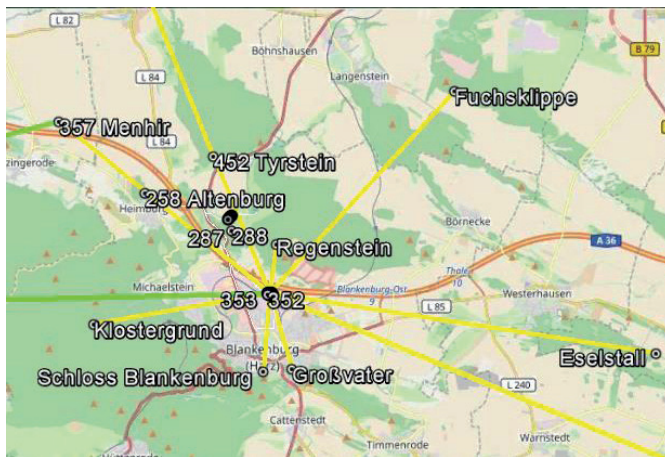 L 82
B 79
Böhnshausen
L 84
Langenstein
Fuchsklippe
357 Menhir
L 84
zingerode
452 Tyrstein
258 Altenburg
Heimburg
Börnecke
287
288
Regenstein
A 36
Thale
10
Michaelstein
Blankenburg-Ost
9
Westerhausen
353
352
L 85
Klostergrund
Blankenburg
(Harz)
Eselstall
Schloss Blankenburg
Großvater
L 240
Cattenstedt
Warnstedt
Timmenrode